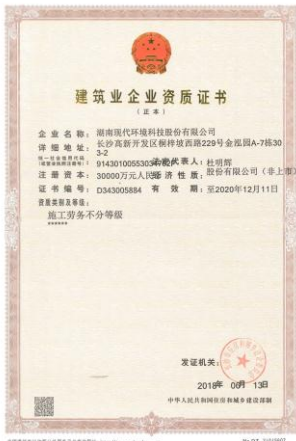 建筑业企业资质证书
(正本)
企业名称：湖南现代环境科技股份有限公司
详细地址：长沙高新开发区桐梓坡西路229号金泓园A-7栋30
3-2
统一社会信用代码
法定代表人：杜明辉
注册资本：30000万元人民
经济性质：股份有限公司（非上市
证书编号：D343005884 有效期：至2020年12月11日
资质类别及等级：
施工劳务不分等级
******
发证机关：
2018年06月13日
中华人民共和国住房和城乡建设部制